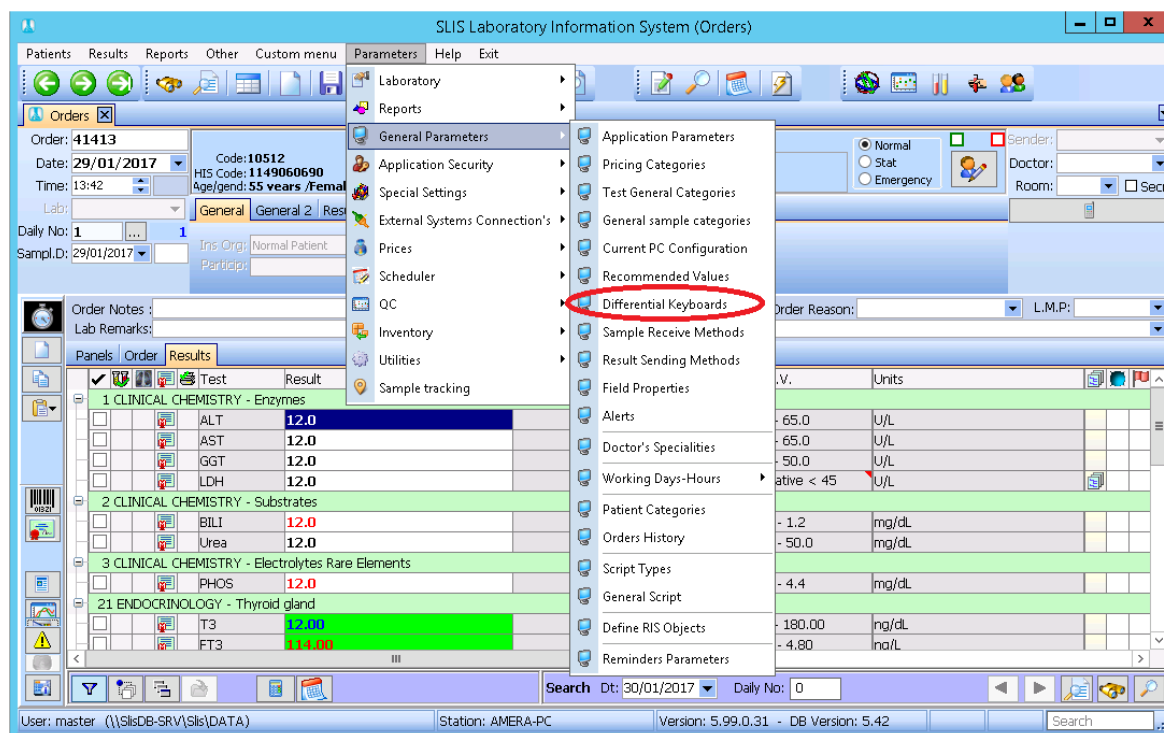 SLIS Laboratory Information System (Orders)
Patients Results Reports Other Custom menu Parameters Help Exit
Orders
Order: 41413
Date: 29/01/2017
Time: 13:42
Lab:
Daily No: 1 ... 1
Sampl.D: 29/01/2017
Code: 10512
HIS Code: 1149060690
Age/gend: 55 years /Femal
General General 2 Res
Ins Org: Normal Patient
Particip:
Normal
Stat
Emergency
Sender:
Doctor:
Room: Secr
Laboratory
Reports
General Parameters
Application Security
Special Settings
External Systems Connection's
Prices
Scheduler
QC
Inventory
Utilities
Sample tracking
Application Parameters
Pricing Categories
Test General Categories
General sample categories
Current PC Configuration
Recommended Values
Differential Keyboards
Sample Receive Methods
Result Sending Methods
Field Properties
Alerts
Doctor's Specialities
Working Days-Hours
Patient Categories
Orders History
Script Types
General Script
Define RIS Objects
Reminders Parameters
Order Notes :
Order Reason: L.M.P:
Lab Remarks:
Panels Order Results
Test Result .V. Units
1 CLINICAL CHEMISTRY - Enzymes
ALT 12.0 - 65.0 U/L
AST 12.0 - 65.0 U/L
GGT 12.0 - 50.0 U/L
LDH 12.0 ative < 45 U/L
2 CLINICAL CHEMISTRY - Substrates
BILI 12.0 - 1.2 mg/dL
Urea 12.0 - 50.0 mg/dL
3 CLINICAL CHEMISTRY - Electrolytes Rare Elements
PHOS 12.0 - 4.4 mg/dL
21 ENDOCRINOLOGY - Thyroid gland
T3 12.00 - 180.00 ng/dL
FT3 114.00 - 4.80 ng/L
Search Dt: 30/01/2017 Daily No: 0
User: master (\\SlisDB-SRV\Slis\DATA) Station: AMERA-PC Version: 5.99.0.31 - DB Version: 5.42 Search